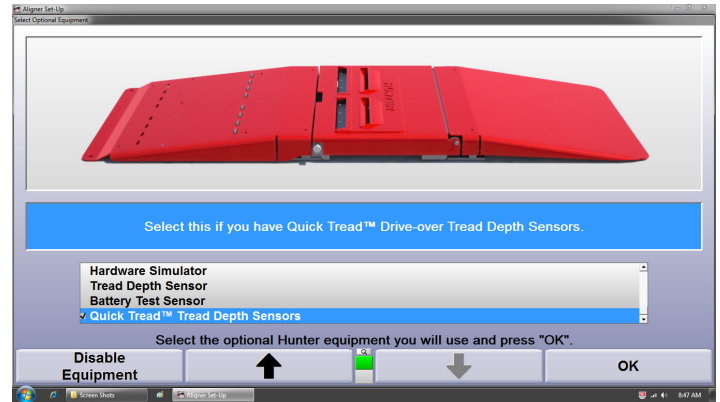 Aligner Set-Up
Select Optional Equipment
HUNTER
Select this if you have Quick Tread™ Drive-over Tread Depth Sensors.
Hardware Simulator
Tread Depth Sensor
Battery Test Sensor
Quick Tread™ Tread Depth Sensors
Select the optional Hunter equipment you will use and press "OK".
Disable
Equipment
OK
Screen Shots
Aligner Set-Up
8:47 AM